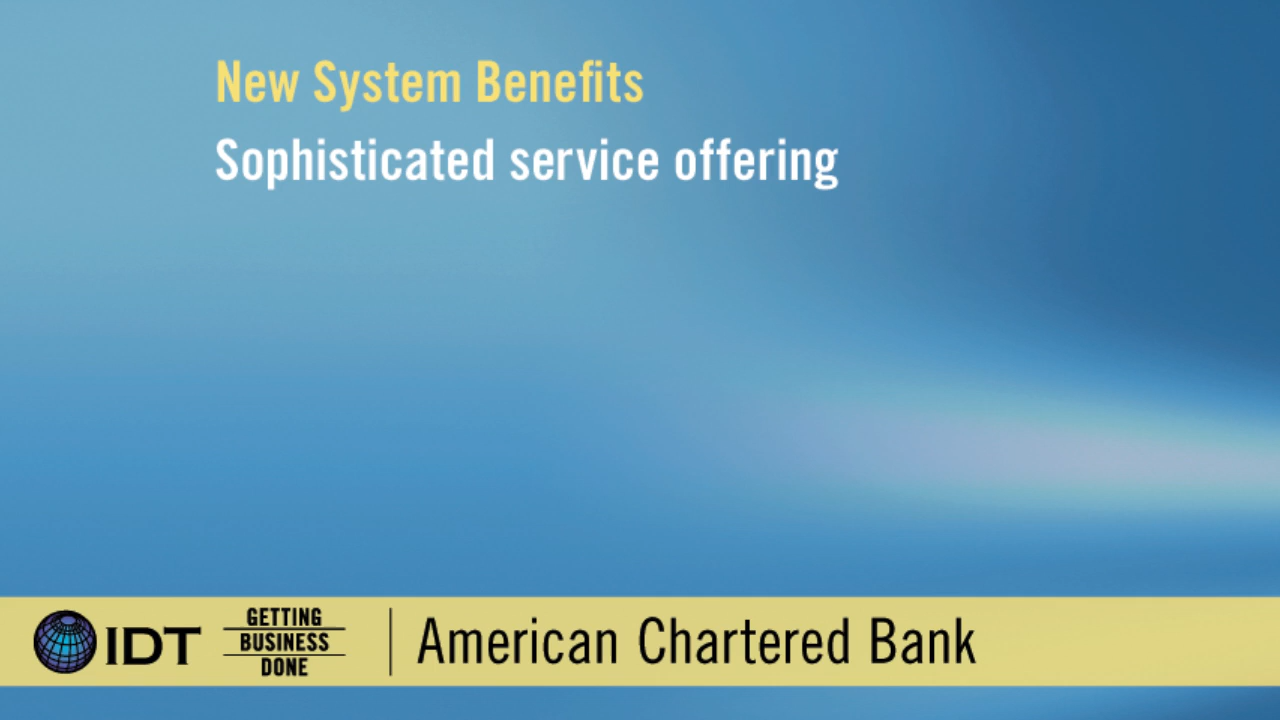 New System Benefits
Sophisticated service offering
IDT
GETTING
BUSINESS
DONE
American Chartered Bank